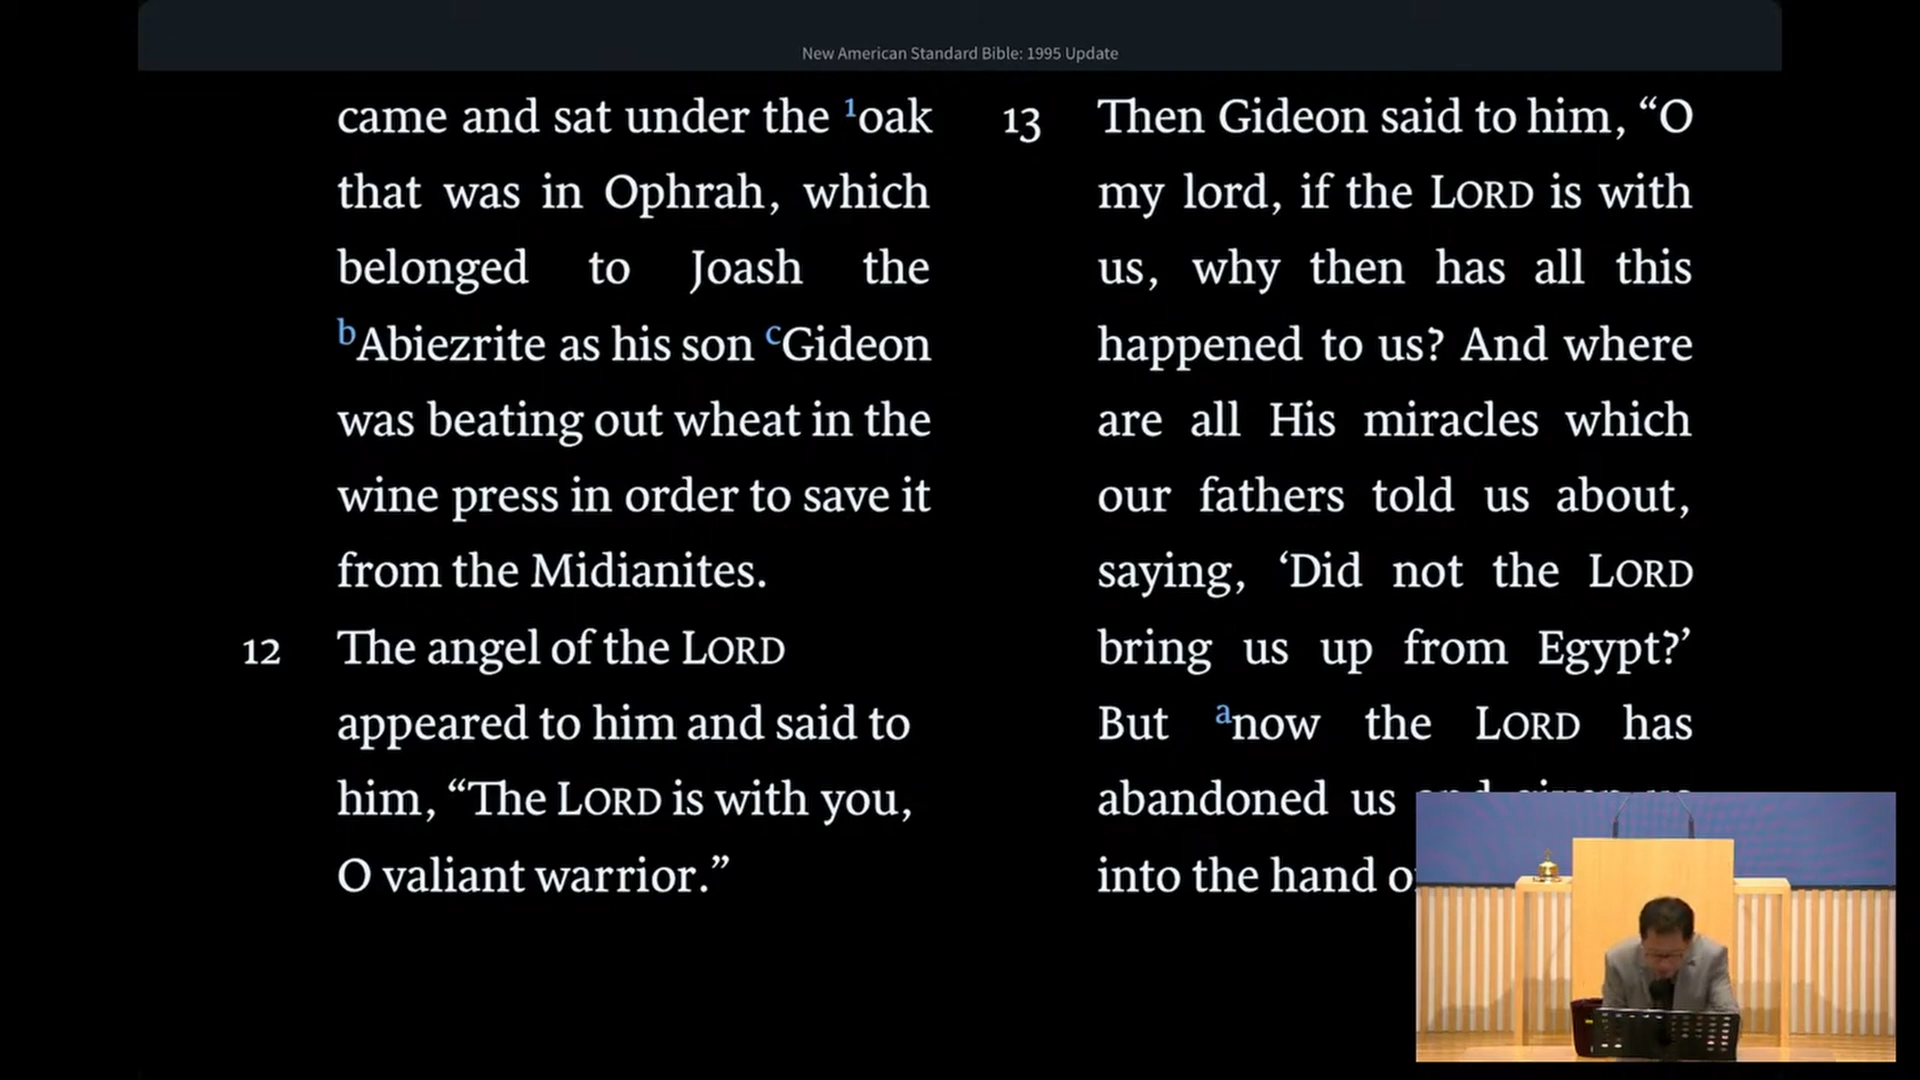 New American Standard Bible: 1995 Update
came and sat under the ¹oak
that was in Ophrah, which
belonged to Joash the
ᵇAbiezrite as his son ᶜGideon
was beating out wheat in the
wine press in order to save it
from the Midianites.
12 The angel of the LORD
appeared to him and said to
him, “The LORD is with you,
O valiant warrior.”
13 Then Gideon said to him, “O
my lord, if the LORD is with
us, why then has all this
happened to us? And where
are all His miracles which
our fathers told us about,
saying, ‘Did not the LORD
bring us up from Egypt?’
But ᵃnow the LORD has
abandoned us
into the hand